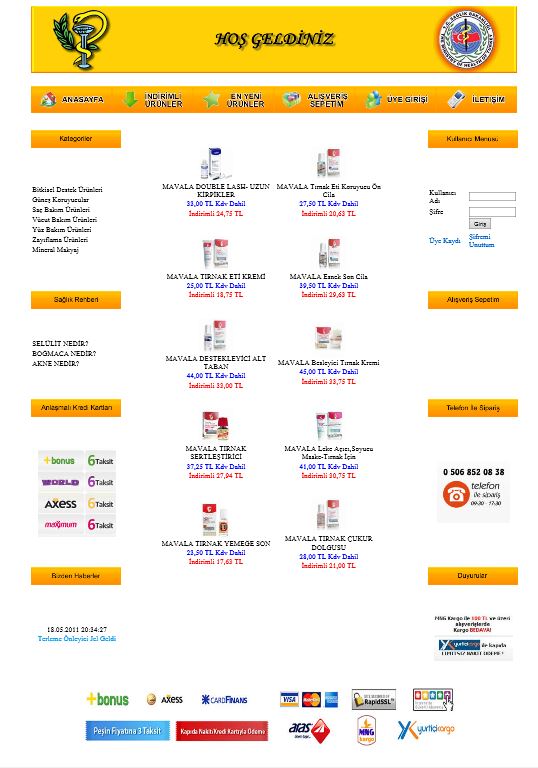 HOŞ GELDİNİZ
ANASAYFA
İNDİRİMLİ ÜRÜNLER
EN YENİ ÜRÜNLER
ALIŞVERİŞ SEPETİM
ÜYE GİRİŞİ
İLETİŞİM
Kategoriler
Bitkisel Destek Ürünleri
Güneş Koruyucular
Saç Bakım Ürünleri
Vücut Bakım Ürünleri
Yüz Bakım Ürünleri
Zayıflama Ürünleri
Mineral Makyaj
Sağlık Rehberi
SELÜLİT NEDİR?
BOGMACA NEDİR?
AKNE NEDİR?
Anlaşmalı Kredi Kartları
bonus 6 Taksit
WORLD 6 Taksit
AXESS 6 Taksit
maximum 6 Taksit
Bizden Haberler
18.05.2011 20:34:27
Terleme Önleyici Jel Geldi
MAVALA DOUBLE LASH- UZUN
KİRPİKLER
33,00 TL Kdv Dahil
İndirimli 24,75 TL
MAVALA Tırnak Eti Koruyucu Ön
Cila
27,50 TL Kdv Dahil
İndirimli 20,63 TL
MAVALA TIRNAK ETİ KREMİ
25,00 TL Kdv Dahil
İndirimli 18,75 TL
MAVALA Esnek Son Cila
39,50 TL Kdv Dahil
İndirimli 29,63 TL
MAVALA DESTEKLEYİCİ ALT
TABAN
44,00 TL Kdv Dahil
İndirimli 33,00 TL
MAVALA Besleyici Tırnak Kremi
45,00 TL Kdv Dahil
İndirimli 33,75 TL
MAVALA TIRNAK
SERTLEŞTİRİCİ
37,25 TL Kdv Dahil
İndirimli 27,94 TL
MAVALA Leke Açıcı,Soyucu
Maske-Tırnak İçin
41,00 TL Kdv Dahil
İndirimli 30,75 TL
MAVALA TIRNAK YEMEĞE SON
23,50 TL Kdv Dahil
İndirimli 17,63 TL
MAVALA TIRNAK ÇUKUR
DOLGUSU
28,00 TL Kdv Dahil
İndirimli 21,00 TL
Kullanıcı Menüsü
Kullanıcı
Adı
Şifre
Giriş
Üye Kaydı
Şifremi
Unuttum
Alışveriş Sepetim
Telefon İle Sipariş
0 506 852 08 38
telefon
ile sipariş
09:30 - 17:30
Duyurular
MNG Kargo ile 100 TL ve üzeri
alışverişlerde
Kargo BEDAVA!
yurtiçi kargo ile kapıda
LİMİTSİZ NAKİT ÖDEME!
bonus
AXESS
CARDFINANS
VISA
MasterCard
RapidSSL
Peşin Fiyatına 3 Taksit
Kapıda Nakit/Kredi Kartıyla Ödeme
aras
MNG
kargo
yurtiçi kargo